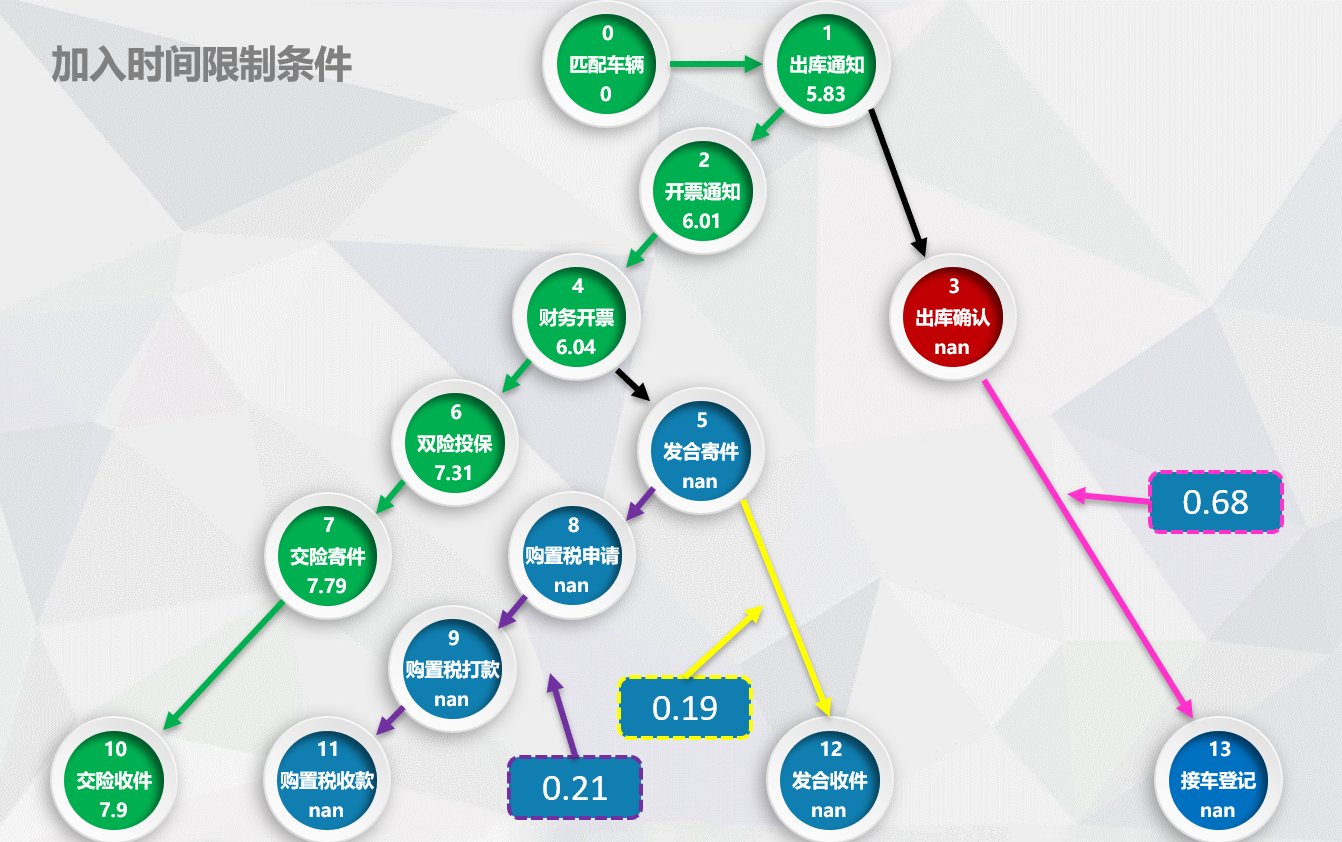 加入时间限制条件
0
匹配车辆
0
1
出库通知
5.83
2
开票通知
6.01
4
财务开票
6.04
3
出库确认
nan
6
双险投保
7.31
5
发合寄件
nan
0.68
7
交险寄件
7.79
8
购置税申请
nan
9
购置税打款
nan
0.19
0.21
10
交险收件
7.9
11
购置税收款
nan
12
发合收件
nan
13
接车登记
nan